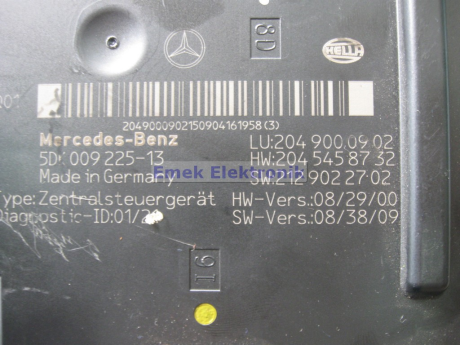 8D
HELLA
2049000902150904161958(3)
Mercedes-Benz LU:204 900 09 02
5DK 009 225-13 HW:204 545 87 32
Made in Germany SW:212 902 27 02
Emek Elektronik
Type: Zentralsteuergerät HW-Vers.:08/29/00
Diagnostic-ID:01/ SW-Vers.:08/38/09
16